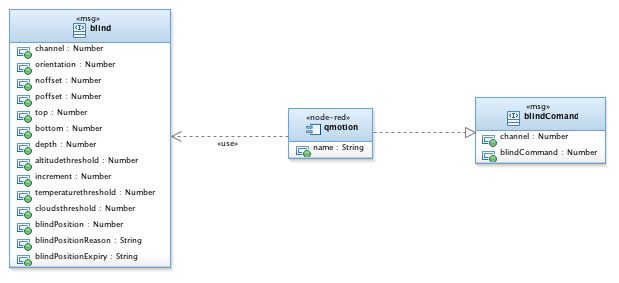 «msg»
blind
channel : Number
orientation : Number
noffset : Number
poffset : Number
top : Number
bottom : Number
depth : Number
altitudethreshold : Number
increment : Number
temperaturethreshold : Number
cloudsthreshold : Number
blindPosition : Number
blindPositionReason : String
blindPositionExpiry : String
«use»
«node-red»
qmotion
name : String
«msg»
blindComand
channel : Number
blindCommand : Number